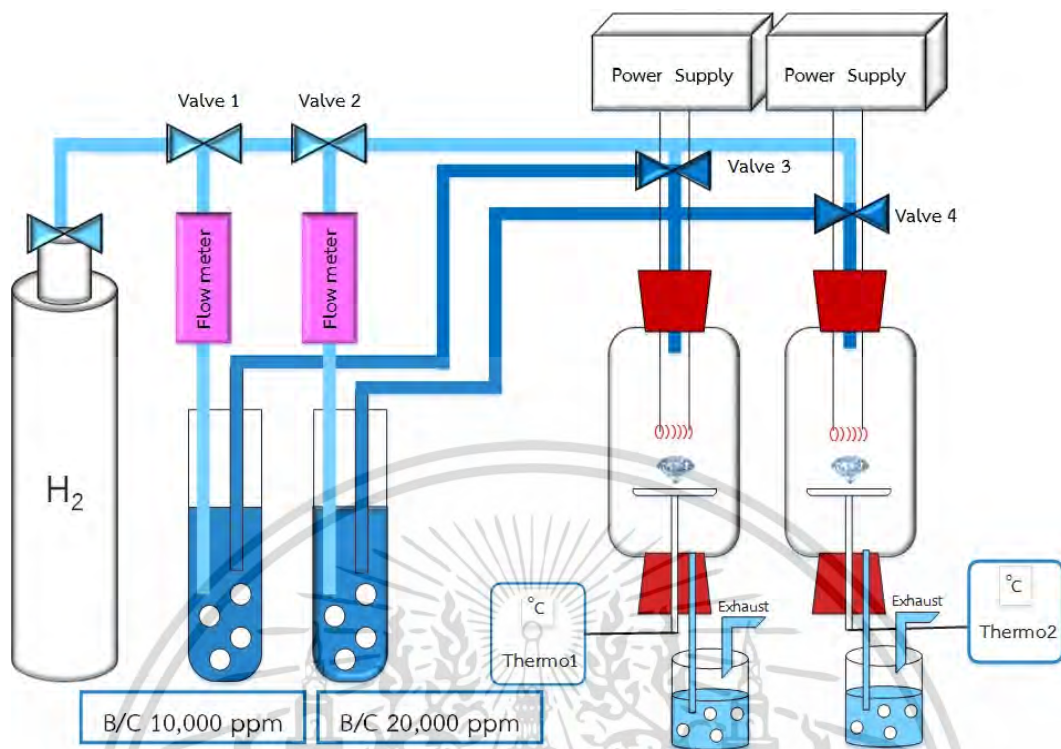 Power Supply
Power Supply
Valve 1
Valve 2
Valve 3
Valve 4
Flow meter
Flow meter
H₂
Exhaust
Exhaust
°C
Thermo1
°C
Thermo2
B/C 10,000 ppm
B/C 20,000 ppm